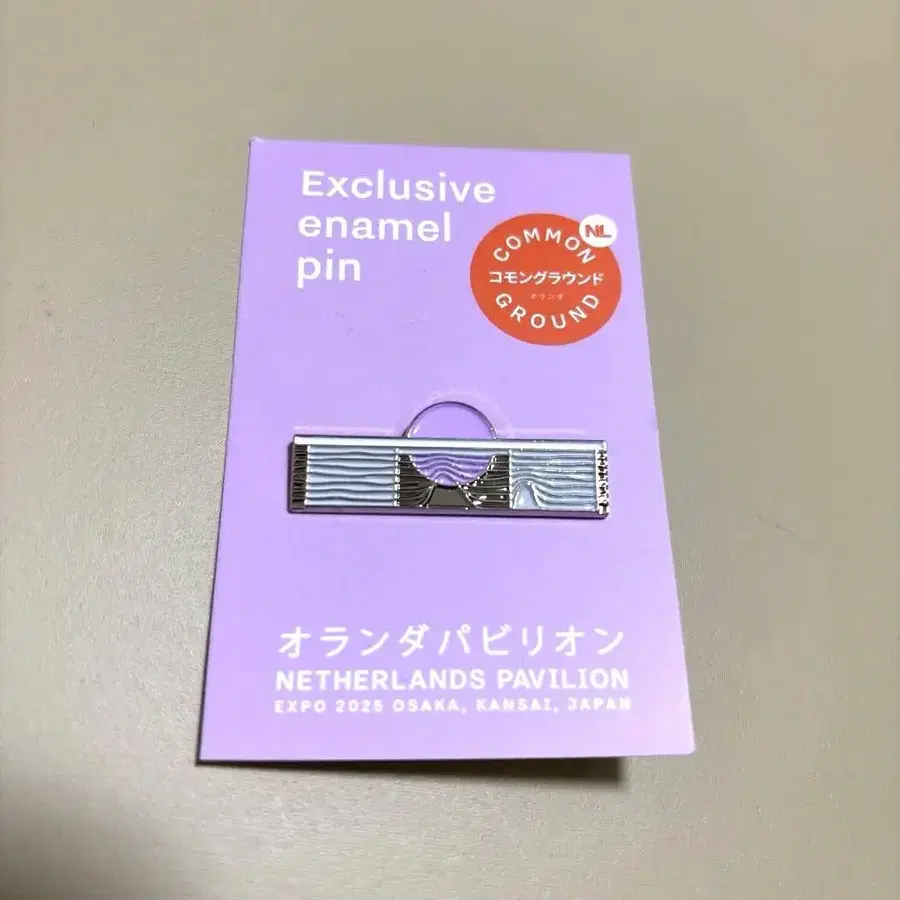 Exclusive
enamel
pin
NL
COMMON
コモングラウンド
オランダ
GROUND
オランダパビリオン
NETHERLANDS PAVILION
EXPO 2025 OSAKA, KANSAI, JAPAN